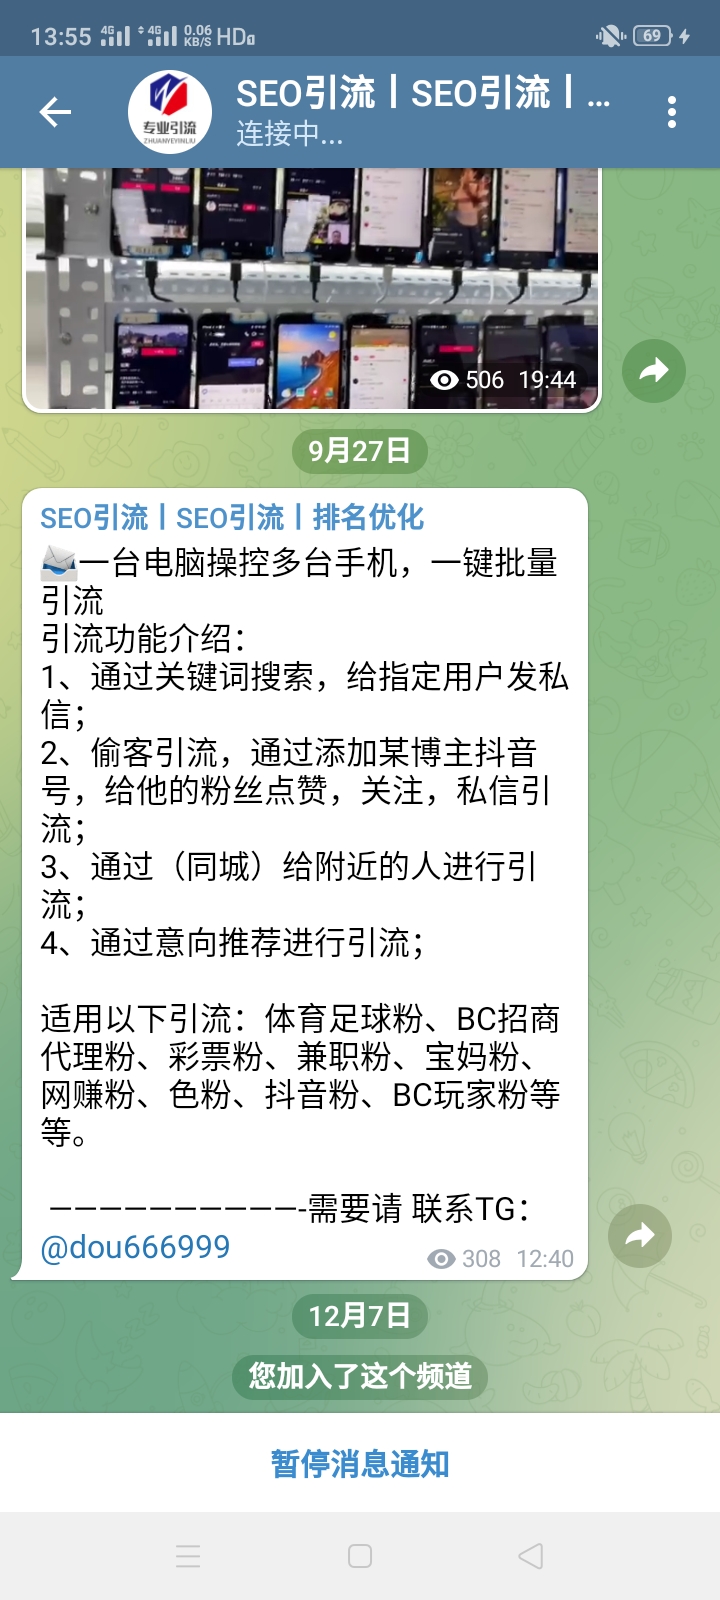 13:55 4G 4G 0.06 KB/S HD 69
SEO引流丨SEO引流丨...
专业引流
ZHUANYEYINLIU
连接中...
506 19:44
9月27日
SEO引流丨SEO引流丨排名优化
一台电脑操控多台手机，一键批量
引流
引流功能介绍：
1、通过关键词搜索，给指定用户发私
信；
2、偷客引流，通过添加某博主抖音
号，给他的粉丝点赞，关注，私信引
流；
3、通过（同城）给附近的人进行引
流；
4、通过意向推荐进行引流；
适用以下引流：体育足球粉、BC招商
代理粉、彩票粉、兼职粉、宝妈粉、
网赚粉、色粉、抖音粉、BC玩家粉等
等。
——————————-需要请 联系TG：
@dou666999
308 12:40
12月7日
您加入了这个频道
暂停消息通知